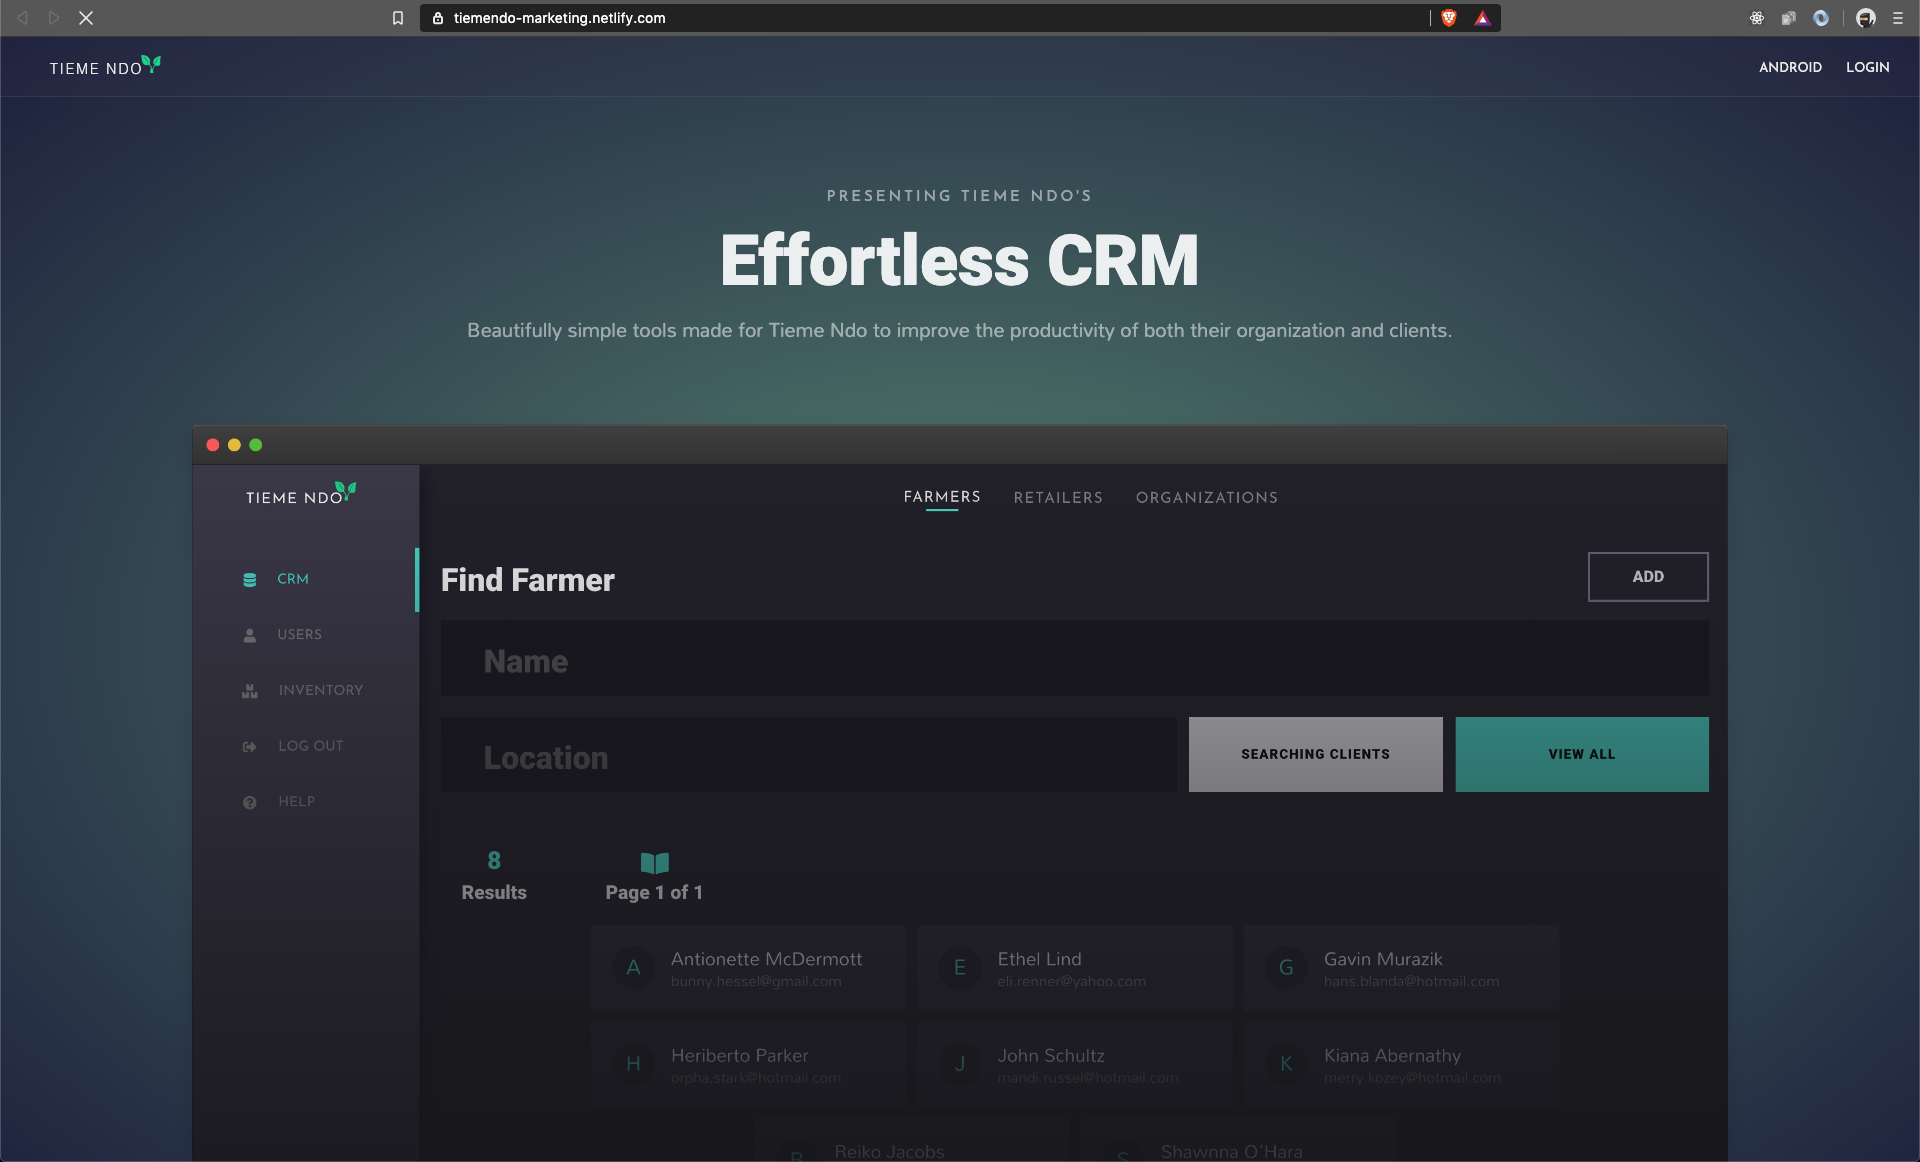 tiemendo-marketing.netlify.com
TIEME NDO
ANDROID LOGIN
PRESENTING TIEME NDO'S
Effortless CRM
Beautifully simple tools made for Tieme Ndo to improve the productivity of both their organization and clients.
TIEME NDO
FARMERS RETAILERS ORGANIZATIONS
CRM
USERS
INVENTORY
LOG OUT
HELP
Find Farmer
ADD
Name
Location
SEARCHING CLIENTS
VIEW ALL
8
Results
Page 1 of 1
A
Antionette McDermott
bunny.hessel@gmail.com
E
Ethel Lind
eli.renner@yahoo.com
G
Gavin Murazik
hans.blanda@hotmail.com
H
Heriberto Parker
orpha.stark@hotmail.com
J
John Schultz
mandi.russel@hotmail.com
K
Kiana Abernathy
merry.kozey@hotmail.com
R
Reiko Jacobs
S
Shawnna O'Hara